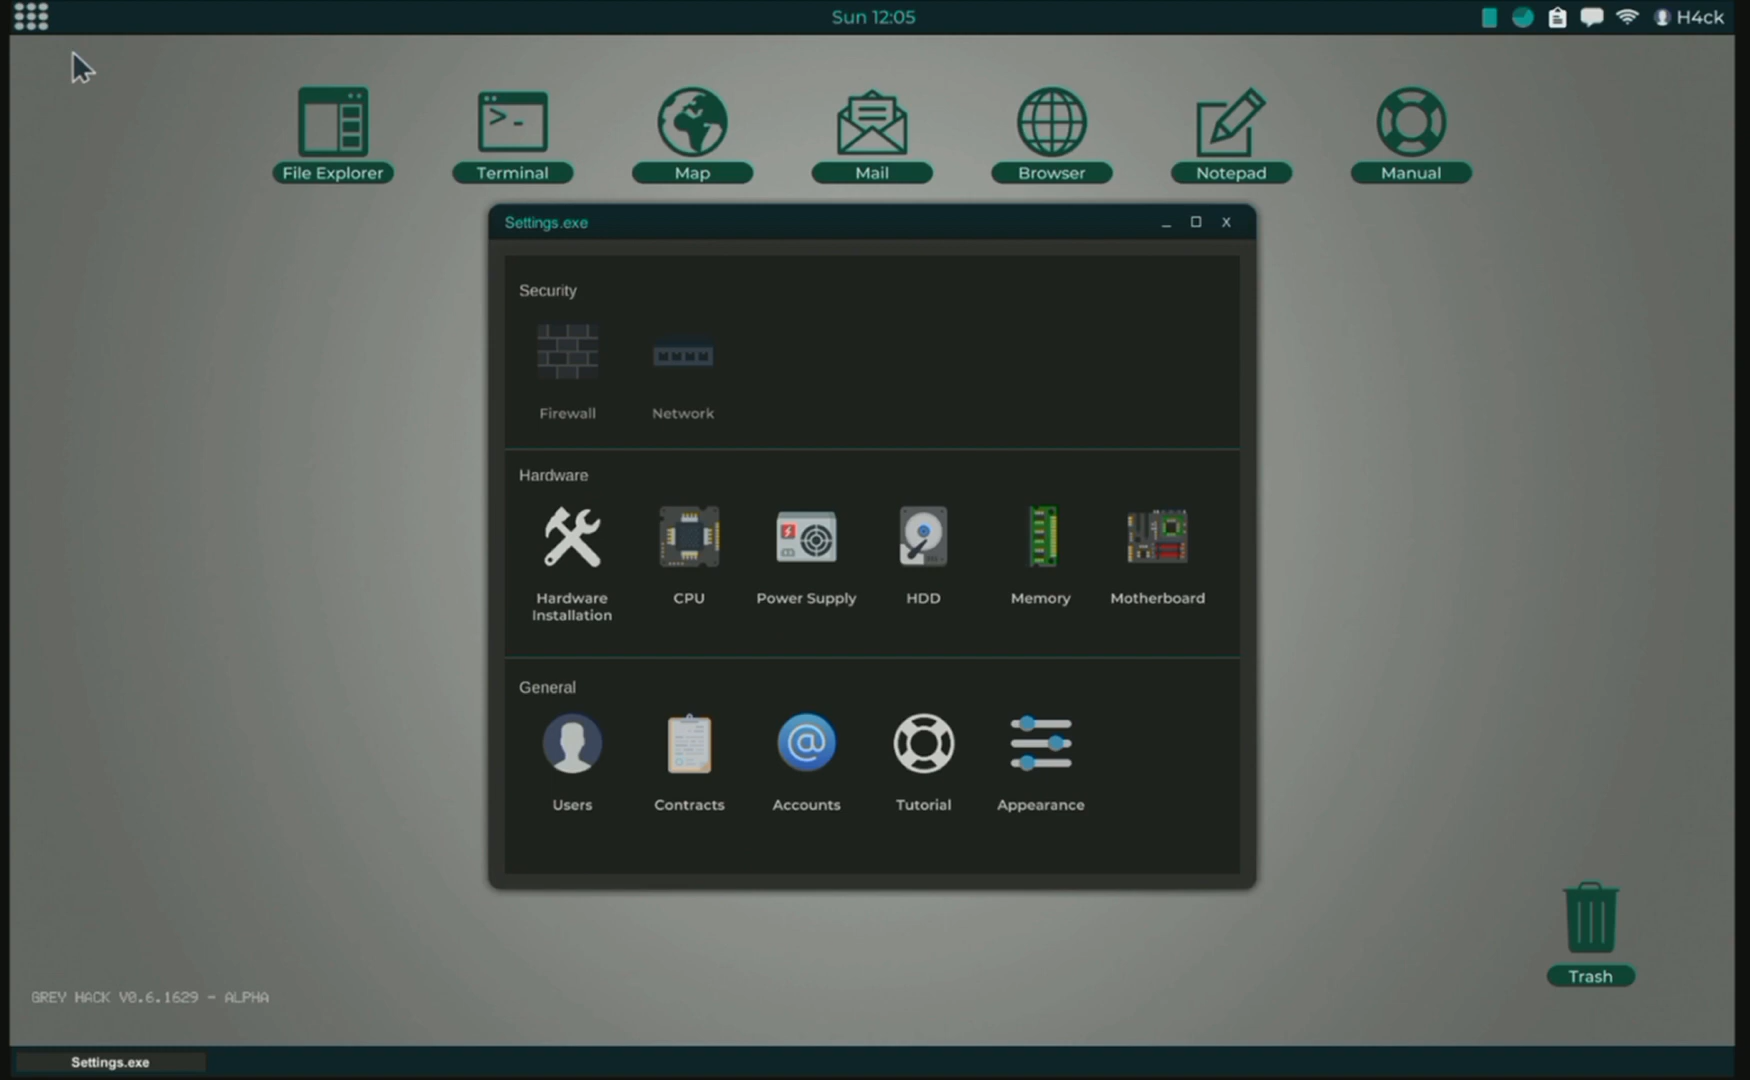 Sun 12:05
H4ck
File Explorer
Terminal
Map
Mail
Browser
Notepad
Manual
Settings.exe
Security
Firewall
Network
Hardware
Hardware
Installation
CPU
Power Supply
HDD
Memory
Motherboard
General
Users
Contracts
Accounts
Tutorial
Appearance
Trash
GREY HACK V0.6.1629 - ALPHA
Settings.exe